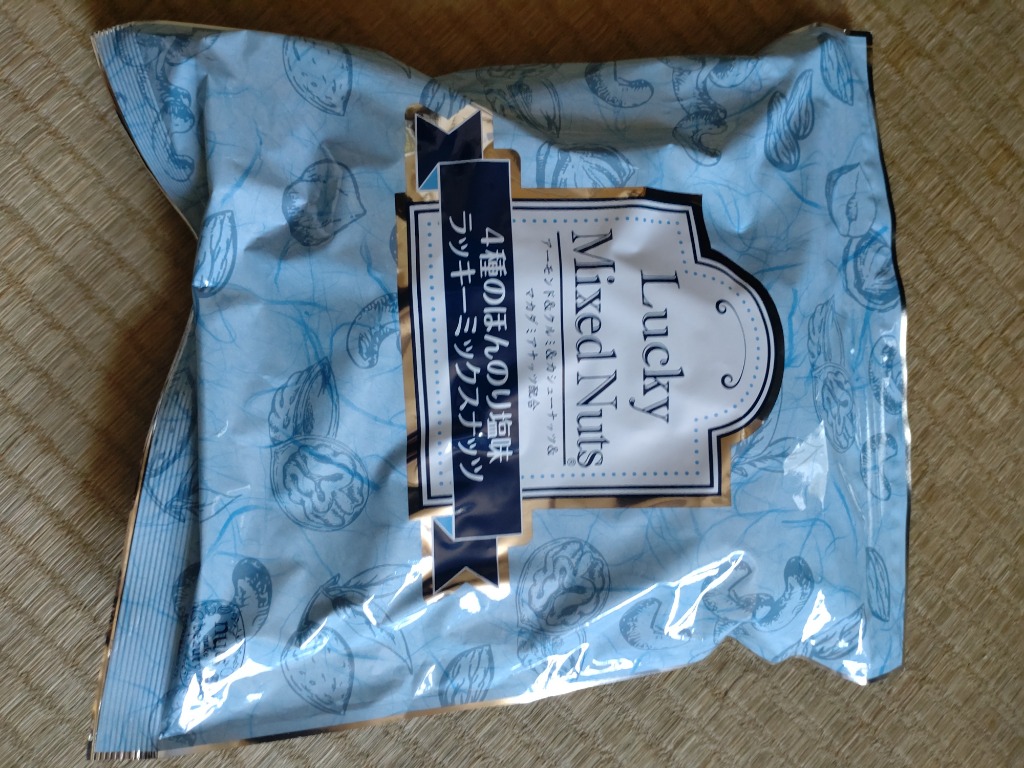 Lucky
Mixed Nuts®
アーモンド&クルミ&カシューナッツ&
マカダミアナッツ配合
4種のほんのり塩味
ラッキーミックスナッツ